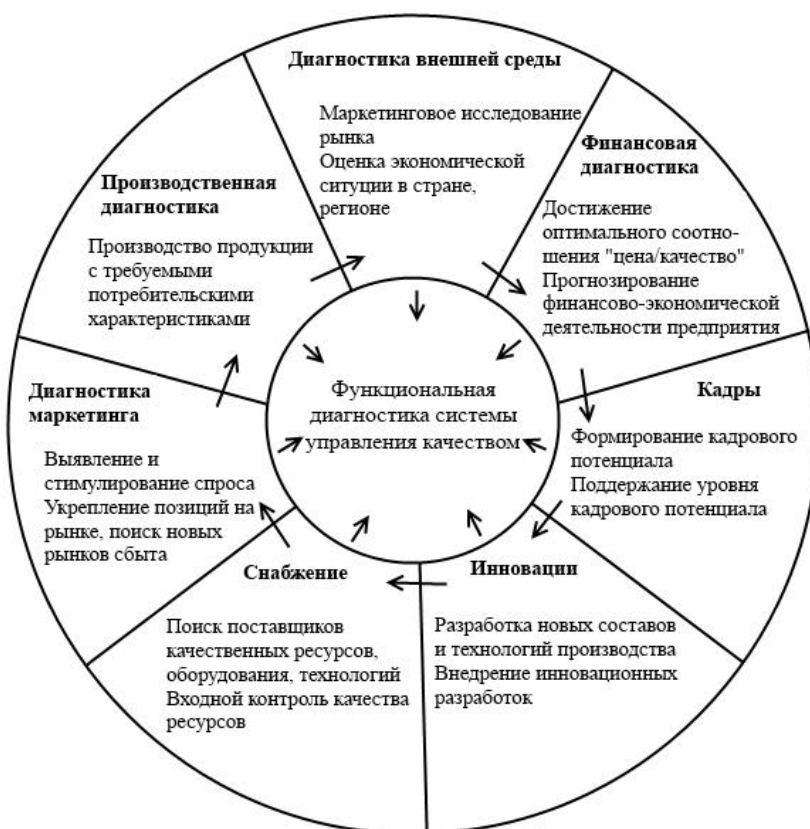 Диагностика внешней среды
Маркетинговое исследование
рынка
Оценка экономической
ситуции в стране,
регионе
Финансовая
диагностика
Достижение
оптимального соотно-
шения "цена/качество"
Прогнозирование
финансово-экономической
деятельности предприятия
Кадры
Формирование кадрового
потенциала
Поддержание уровня
кадрового потенциала
Инновации
Разработка новых составов
и технологий производства
Внедрение инновационных
разработок
Снабжение
Поиск поставщиков
качественных ресурсов,
оборудования, технологий
Входной контроль качества
ресурсов
Диагностика
маркетинга
Выявление и
стимулирование спроса
Укрепление позиций на
рынке, поиск новых
рынков сбыта
Производственная
диагностика
Производство продукции
с требуемыми
потребительскими
характеристиками
Функциональная
диагностика системы
управления качеством